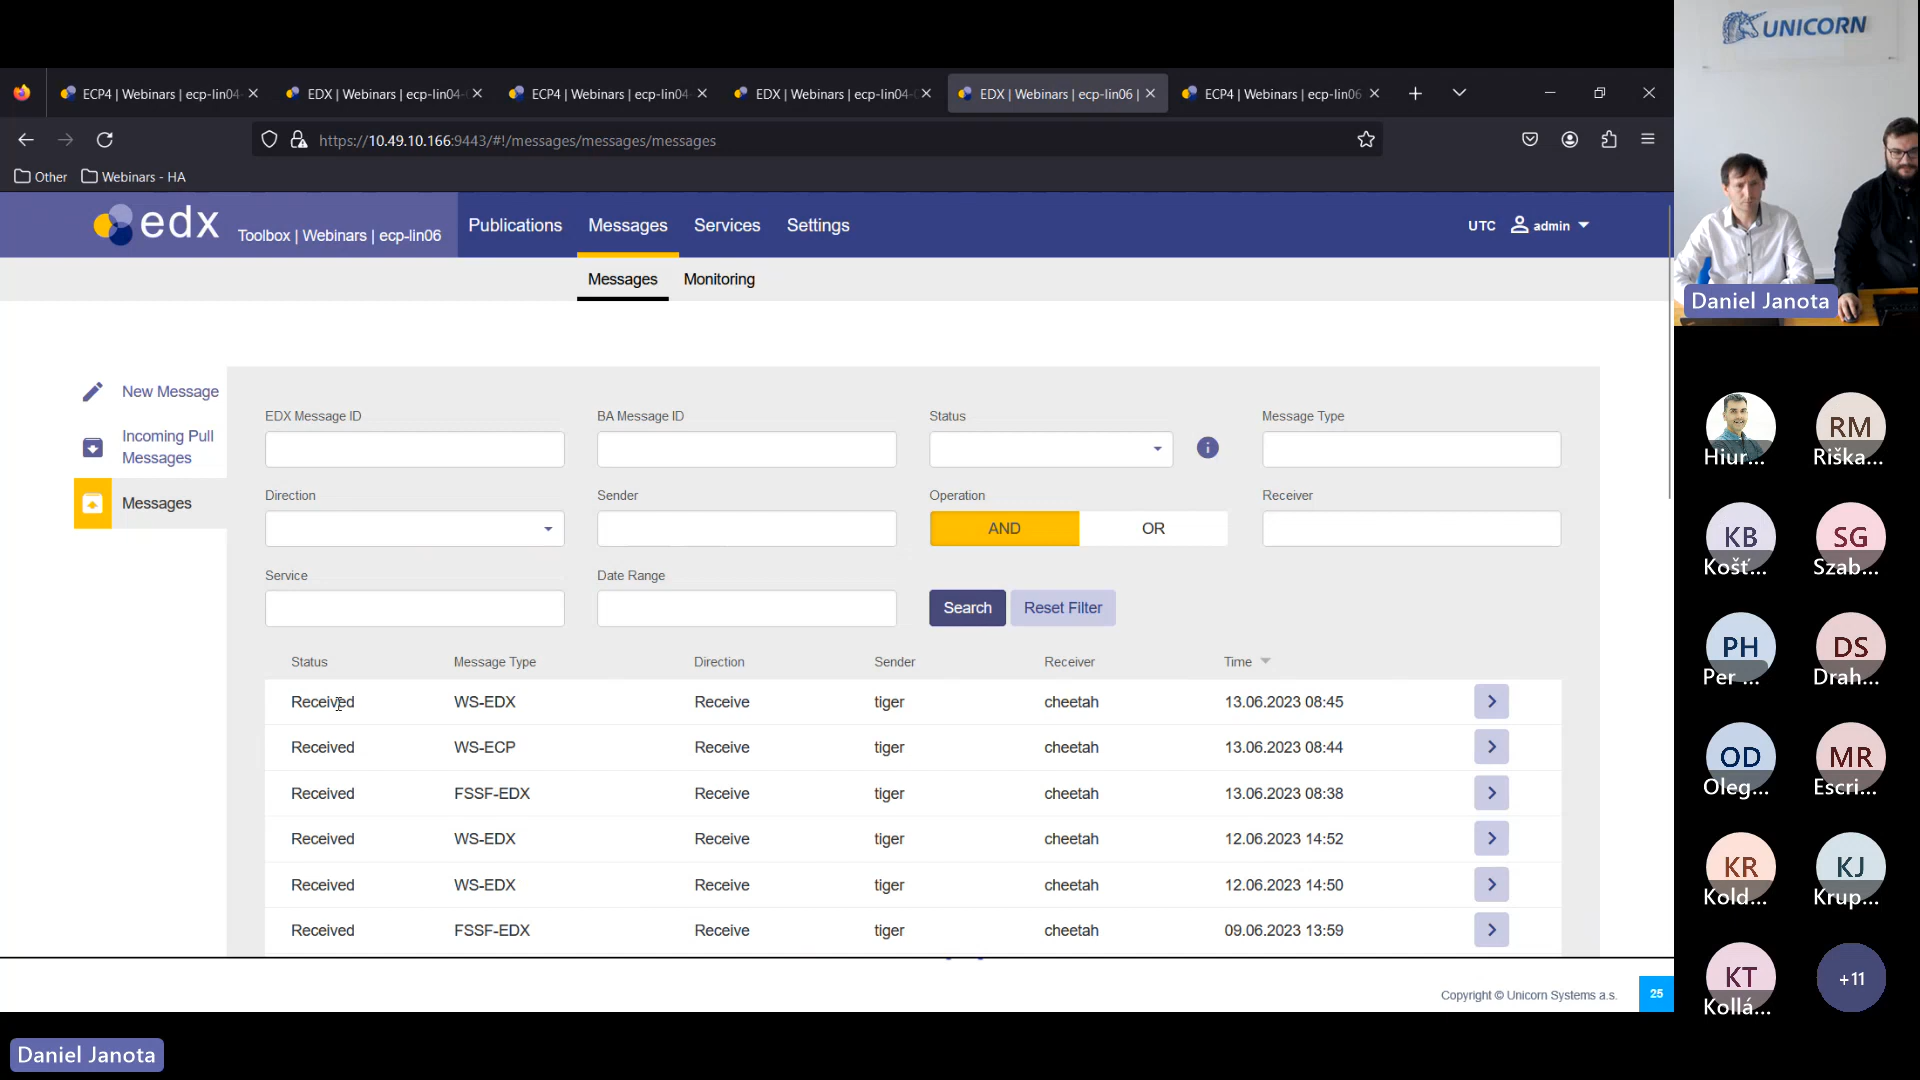 UNICORN
ECP4 | Webinars | ecp-lin04-
EDX | Webinars | ecp-lin04-
ECP4 | Webinars | ecp-lin04-
EDX | Webinars | ecp-lin04-
EDX | Webinars | ecp-lin06 |
ECP4 | Webinars | ecp-lin06
https://10.49.10.166:9443/#!/messages/messages/messages
Other
Webinars - HA
edx
Toolbox | Webinars | ecp-lin06
Publications
Messages
Services
Settings
UTC
admin
Messages
Monitoring
Daniel Janota
New Message
Incoming Pull
Messages
Messages
EDX Message ID
BA Message ID
Status
i
Message Type
Direction
Sender
Operation
AND
OR
Receiver
Service
Date Range
Search
Reset Filter
Status Message Type Direction Sender Receiver Time
Received WS-EDX Receive tiger cheetah 13.06.2023 08:45
Received WS-ECP Receive tiger cheetah 13.06.2023 08:44
Received FSSF-EDX Receive tiger cheetah 13.06.2023 08:38
Received WS-EDX Receive tiger cheetah 12.06.2023 14:52
Received WS-EDX Receive tiger cheetah 12.06.2023 14:50
Received FSSF-EDX Receive tiger cheetah 09.06.2023 13:59
Copyright © Unicorn Systems a.s.
25
Hiur...
RM
Riška...
KB
Košť...
SG
Szab...
PH
Per ...
DS
Drah...
OD
Oleg...
MR
Escri...
KR
Kold...
KJ
Krup...
KT
Kollá...
+11
Daniel Janota